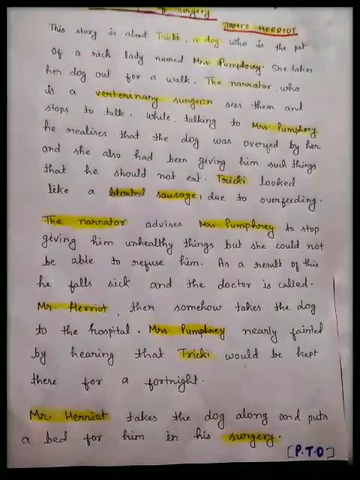 surgery
JAMES HERRIOT
This story is about Tricki, a dog who is the pet
Of a rich lady named Mrs Pumphrey. She takes
her dog out for a walk. The narrator, who
is a verterinary surgeon sees them and
stops to talk. While talking to Mrs Pumphrey
he realises that the dog was overfed by her
and she also had been giving him such things
that he should not eat. Tricki looked
like a bloated sausage, due to overfeeding.
The narrator advises Mrs Pumphrey to stop
giving him unhealthy things but she could not
be able to refuse him. As a result of this
he falls sick and the doctor is called.
Mr. Herriot, then somehow takes the dog
to the hospital. Mrs Pumphrey nearly fainted
by hearing that Tricki would be kept
there for a fortnight.
Mr. Herriot takes the dog along and puts
a bed for him in his surgery.
[P.T.O]